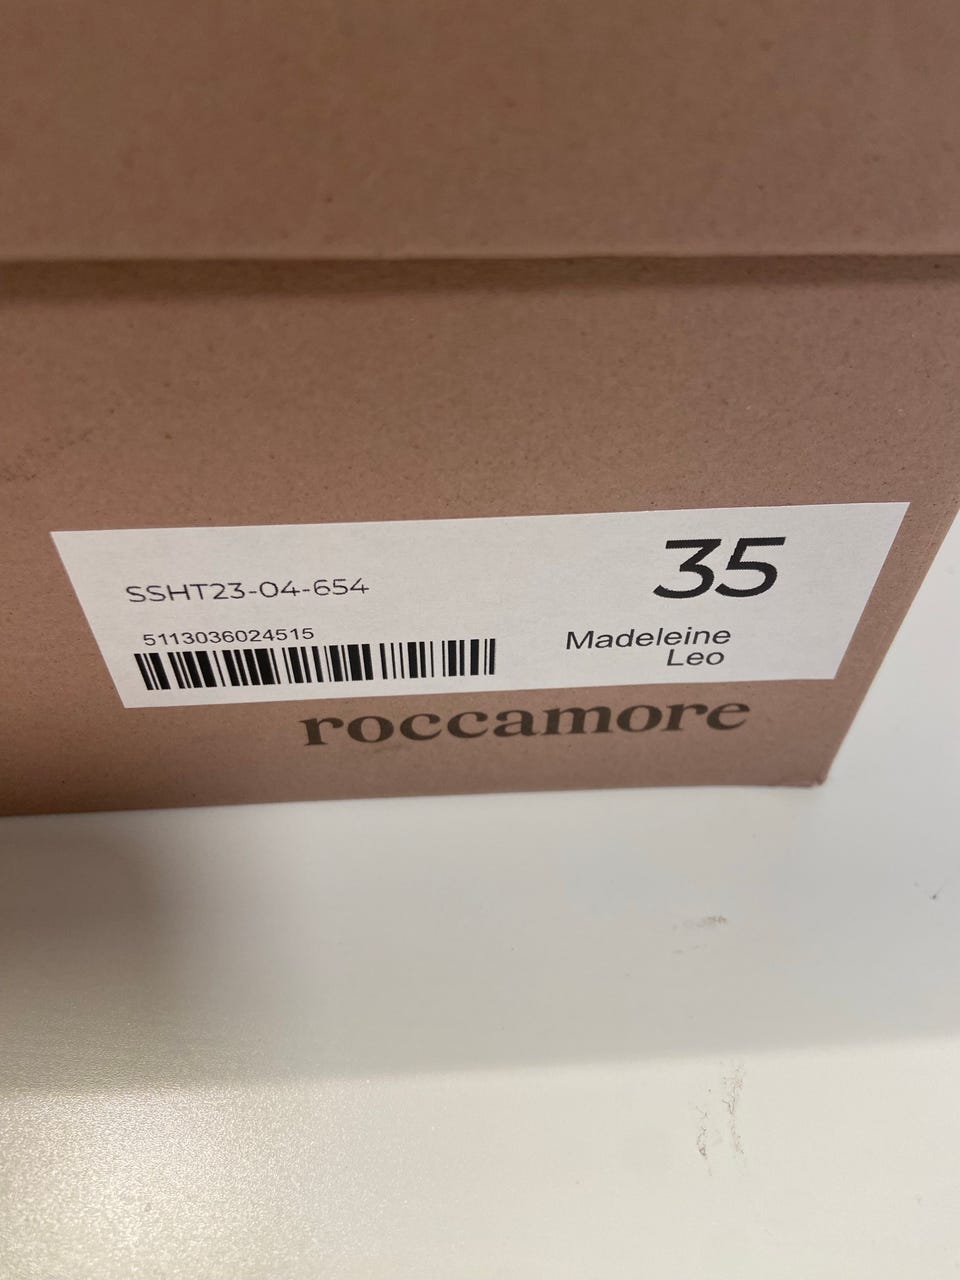 SSHT23-04-654
35
5113036024515
Madeleine
Leo
roccamore